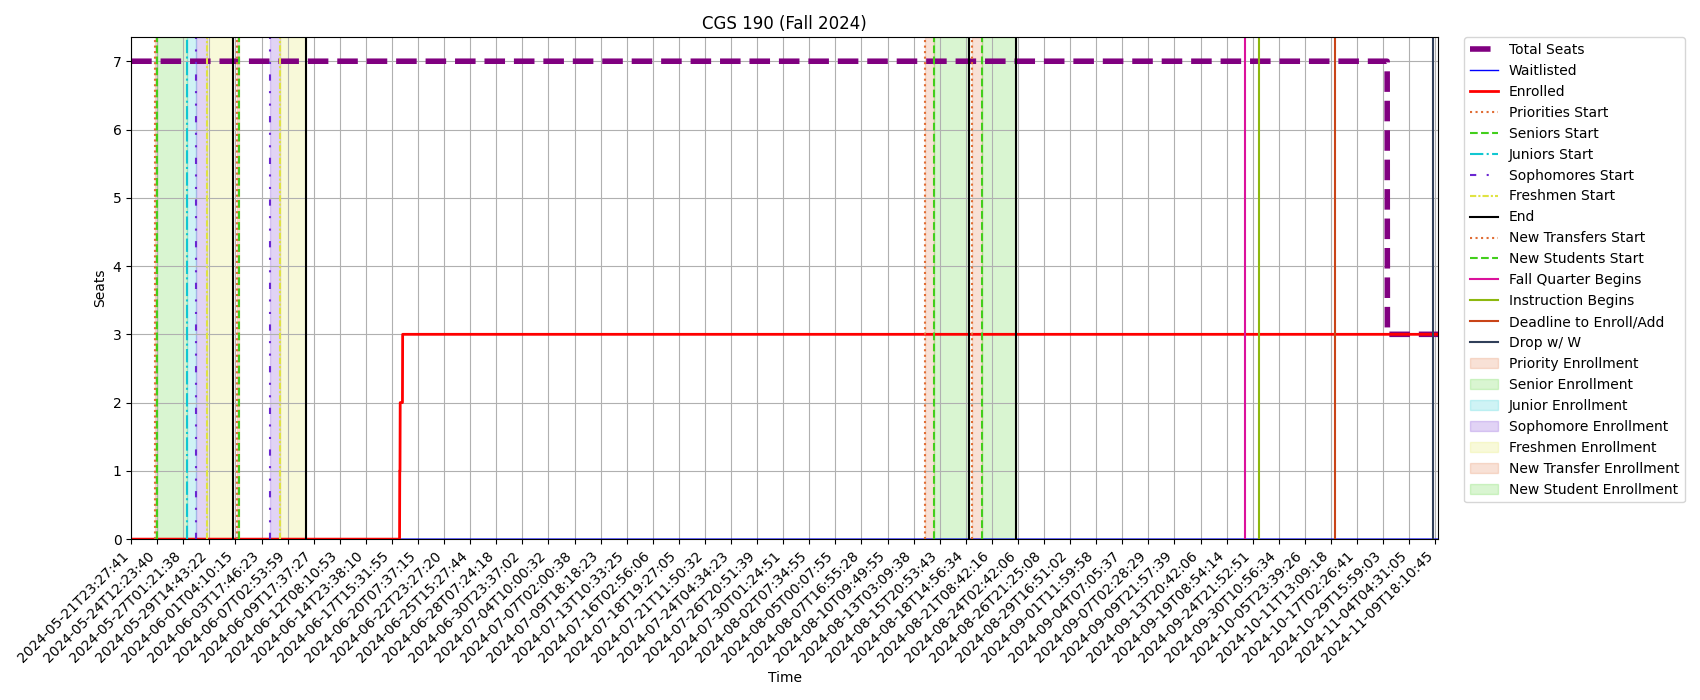 CGS 190 (Fall 2024)
Seats
7
6
5
4
3
2
1
0
2024-05-21T23:27:41
2024-05-24T12:23:40
2024-05-27T01:21:38
2024-05-29T14:43:22
2024-06-01T04:10:15
2024-06-03T17:46:23
2024-06-07T02:53:59
2024-06-09T17:37:27
2024-06-12T08:10:53
2024-06-14T23:38:10
2024-06-17T15:31:55
2024-06-20T07:37:15
2024-06-22T23:27:20
2024-06-25T15:27:44
2024-06-28T07:24:18
2024-06-30T23:37:02
2024-07-04T10:00:32
2024-07-07T02:00:38
2024-07-09T18:18:23
2024-07-13T10:33:25
2024-07-16T02:56:06
2024-07-18T19:27:05
2024-07-21T11:50:32
2024-07-24T04:34:23
2024-07-26T20:51:39
2024-07-30T01:24:51
2024-08-02T07:34:55
2024-08-05T00:07:55
2024-08-07T16:55:28
2024-08-10T09:49:55
2024-08-13T03:09:38
2024-08-15T20:53:43
2024-08-18T14:56:34
2024-08-21T08:42:16
2024-08-24T02:42:06
2024-08-26T21:25:08
2024-08-29T16:51:02
2024-09-01T11:59:58
2024-09-04T07:05:37
2024-09-07T02:28:29
2024-09-09T21:57:39
2024-09-13T20:42:06
2024-09-19T08:54:14
2024-09-24T21:52:51
2024-09-30T10:56:34
2024-10-05T23:39:26
2024-10-11T13:09:18
2024-10-17T02:26:41
2024-10-29T15:59:03
2024-11-04T04:31:05
2024-11-09T18:10:45
Time
Total Seats
Waitlisted
Enrolled
Priorities Start
Seniors Start
Juniors Start
Sophomores Start
Freshmen Start
End
New Transfers Start
New Students Start
Fall Quarter Begins
Instruction Begins
Deadline to Enroll/Add
Drop w/ W
Priority Enrollment
Senior Enrollment
Junior Enrollment
Sophomore Enrollment
Freshmen Enrollment
New Transfer Enrollment
New Student Enrollment